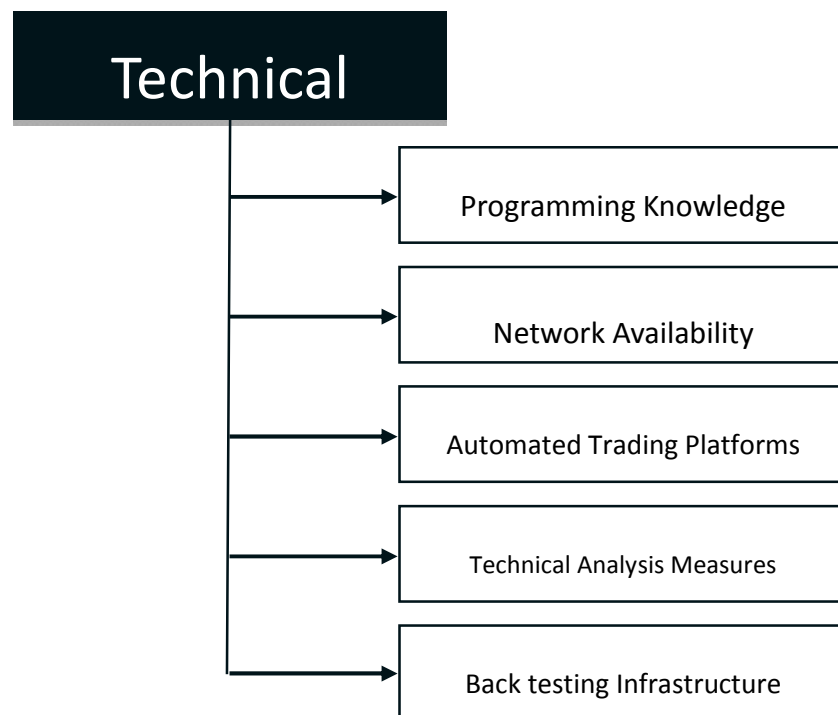 Technical
Programming Knowledge
Network Availability
Automated Trading Platforms
Technical Analysis Measures
Back testing Infrastructure